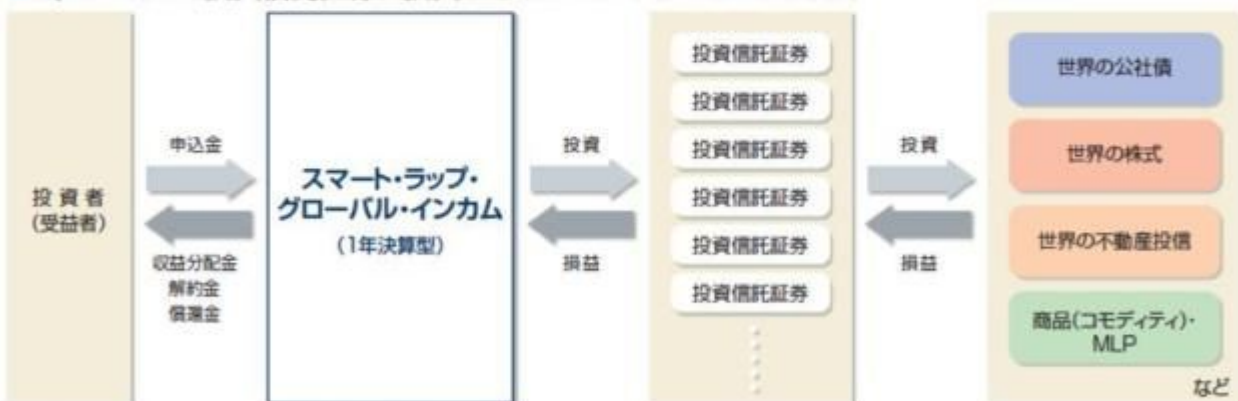 投資者
(受益者)
申込金
収益分配金
解約金
償還金
スマート・ラップ・
グローバル・インカム
(1年決算型)
投資
損益
投資信託証券
投資信託証券
投資信託証券
投資信託証券
投資信託証券
投資信託証券
投資
損益
世界の公社債
世界の株式
世界の不動産投信
商品(コモディティ)・
MLP
など